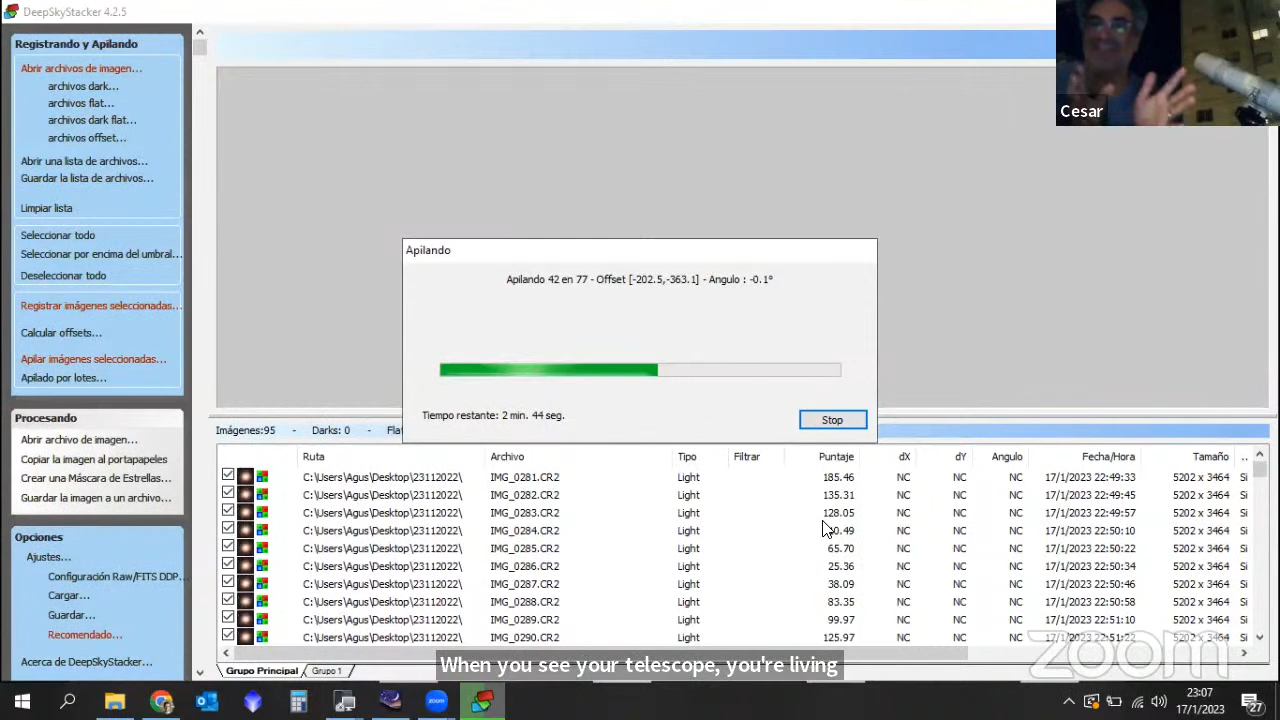 DeepSkyStacker 4.2.5
Registrando y Apilando
Abrir archivos de imagen...
archivos dark...
archivos flat...
archivos dark flat...
archivos offset...
Abrir una lista de archivos...
Guardar la lista de archivos...
Limpiar lista
Seleccionar todo
Seleccionar por encima del umbral...
Deseleccionar todo
Registrar imágenes seleccionadas...
Calcular offsets...
Apilar imágenes seleccionadas...
Apilado por lotes...
Procesando
Abrir archivo de imagen...
Copiar la imagen al portapapeles
Crear una Máscara de Estrellas...
Guardar la imagen a un archivo...
Opciones
Ajustes...
Configuración Raw/FITS DDP...
Cargar...
Guardar...
Recomendado...
Acerca de DeepSkyStacker...
Cesar
Apilando
Apilando 42 en 77 - Offset [-202.5,-363.1] - Angulo : -0.1°
Tiempo restante: 2 min. 44 seg.
Stop
Imágenes:95 - Darks: 0 - Flat
Ruta Archivo Tipo Filtrar Puntaje dX dY Angulo Fecha/Hora Tamaño ..
C:\Users\Agus\Desktop\23112022\ IMG_0281.CR2 Light 185.46 NC NC NC 17/1/2023 22:49:33 5202 x 3464 Si
C:\Users\Agus\Desktop\23112022\ IMG_0282.CR2 Light 135.31 NC NC NC 17/1/2023 22:49:45 5202 x 3464 Si
C:\Users\Agus\Desktop\23112022\ IMG_0283.CR2 Light 128.05 NC NC NC 17/1/2023 22:49:57 5202 x 3464 Si
C:\Users\Agus\Desktop\23112022\ IMG_0284.CR2 Light NC NC NC 17/1/2023 22:50:10 5202 x 3464 Si
C:\Users\Agus\Desktop\23112022\ IMG_0285.CR2 Light 65.70 NC NC NC 17/1/2023 22:50:22 5202 x 3464 Si
C:\Users\Agus\Desktop\23112022\ IMG_0286.CR2 Light 25.36 NC NC NC 17/1/2023 22:50:34 5202 x 3464 Si
C:\Users\Agus\Desktop\23112022\ IMG_0287.CR2 Light 38.09 NC NC NC 17/1/2023 22:50:46 5202 x 3464 Si
C:\Users\Agus\Desktop\23112022\ IMG_0288.CR2 Light 83.35 NC NC NC 17/1/2023 22:50:58 5202 x 3464 Si
C:\Users\Agus\Desktop\23112022\ IMG_0289.CR2 Light 99.97 NC NC NC 17/1/2023 22:51:10 5202 x 3464 Si
C:\Users\Agus\Desktop\23112022\ IMG_0290.CR2 Light 125.97 NC NC NC 17/1/2023 22:51:22 5202 x 3464 Si
Grupo Principal Grupo 1
When you see your telescope, you're living
zoom
zoom
23:07
17/1/2023
27